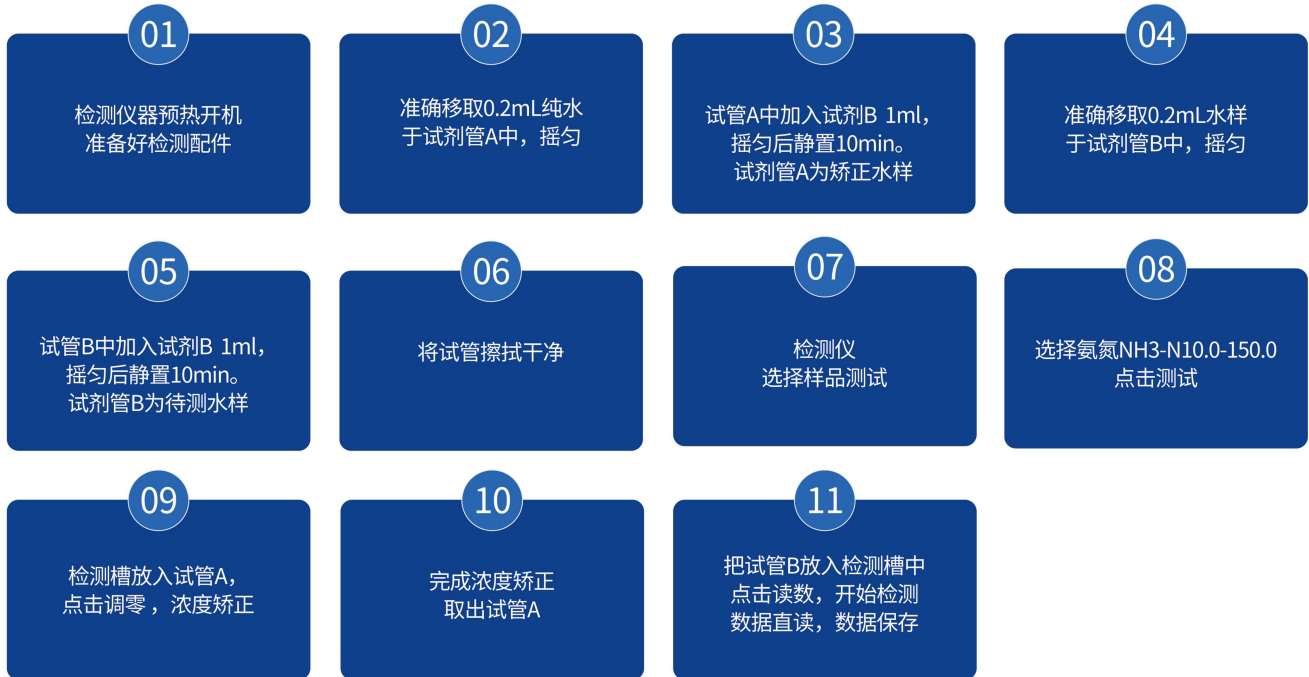 01
检测仪器预热开机
准备好检测配件
02
准确移取0.2mL纯水
于试剂管A中，摇匀
03
试管A中加入试剂B 1ml，
摇匀后静置10min。
试剂管A为矫正水样
04
准确移取0.2mL水样
于试剂管B中，摇匀
05
试管B中加入试剂B 1ml，
摇匀后静置10min。
试剂管B为待测水样
06
将试管擦拭干净
07
检测仪
选择样品测试
08
选择氨氮NH3-N10.0-150.0
点击测试
09
检测槽放入试管A，
点击调零 ，浓度矫正
10
完成浓度矫正
取出试管A
11
把试管B放入检测槽中
点击读数，开始检测
数据直读，数据保存